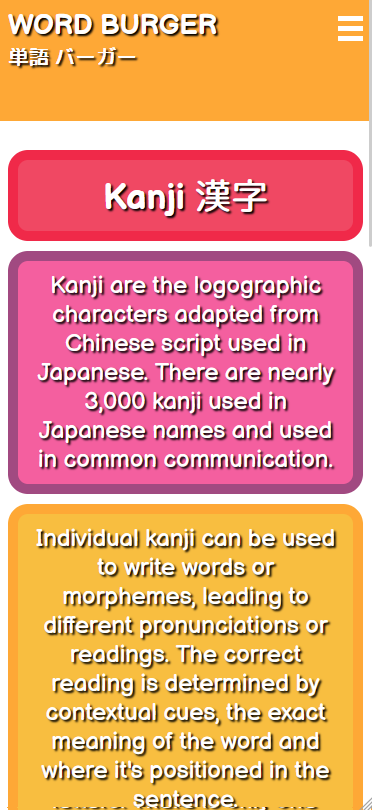 WORD BURGER
単語 バーガー
Kanji 漢字
Kanji are the logographic
characters adapted from
Chinese script used in
Japanese. There are nearly
3,000 kanji used in
Japanese names and used
in common communication.
Individual kanji can be used
to write words or
morphemes, leading to
different pronunciations or
readings. The correct
reading is determined by
contextual cues, the exact
meaning of the word and
where it's positioned in the
sentence.